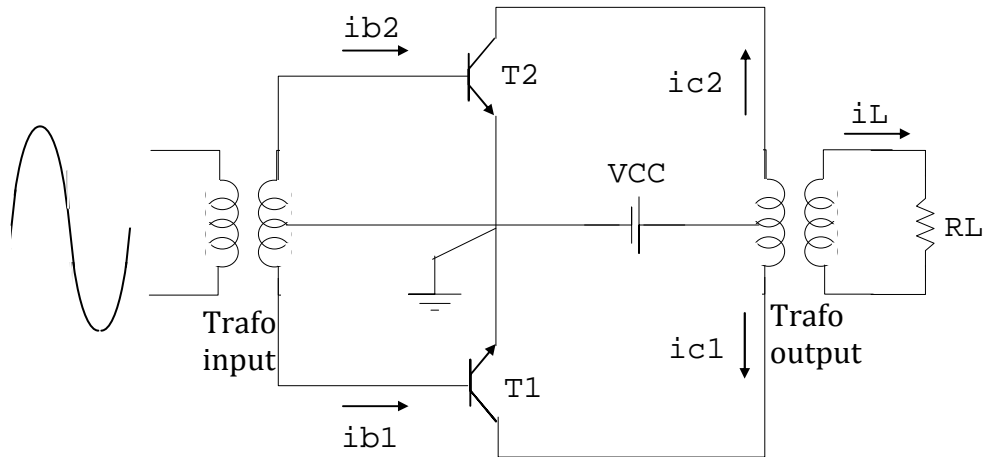 ib2
T2
ic2
iL
VCC
RL
Trafo
input
Trafo
output
ic1
T1
ib1